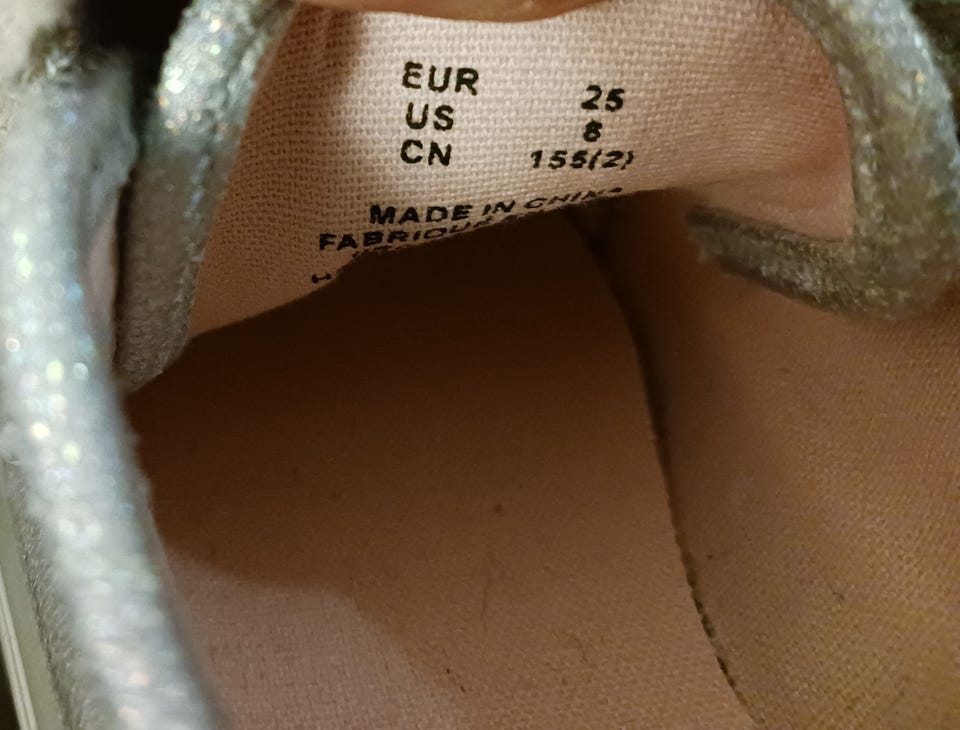 EUR 25
US 8
CN 155(2)
MADE IN CHINA